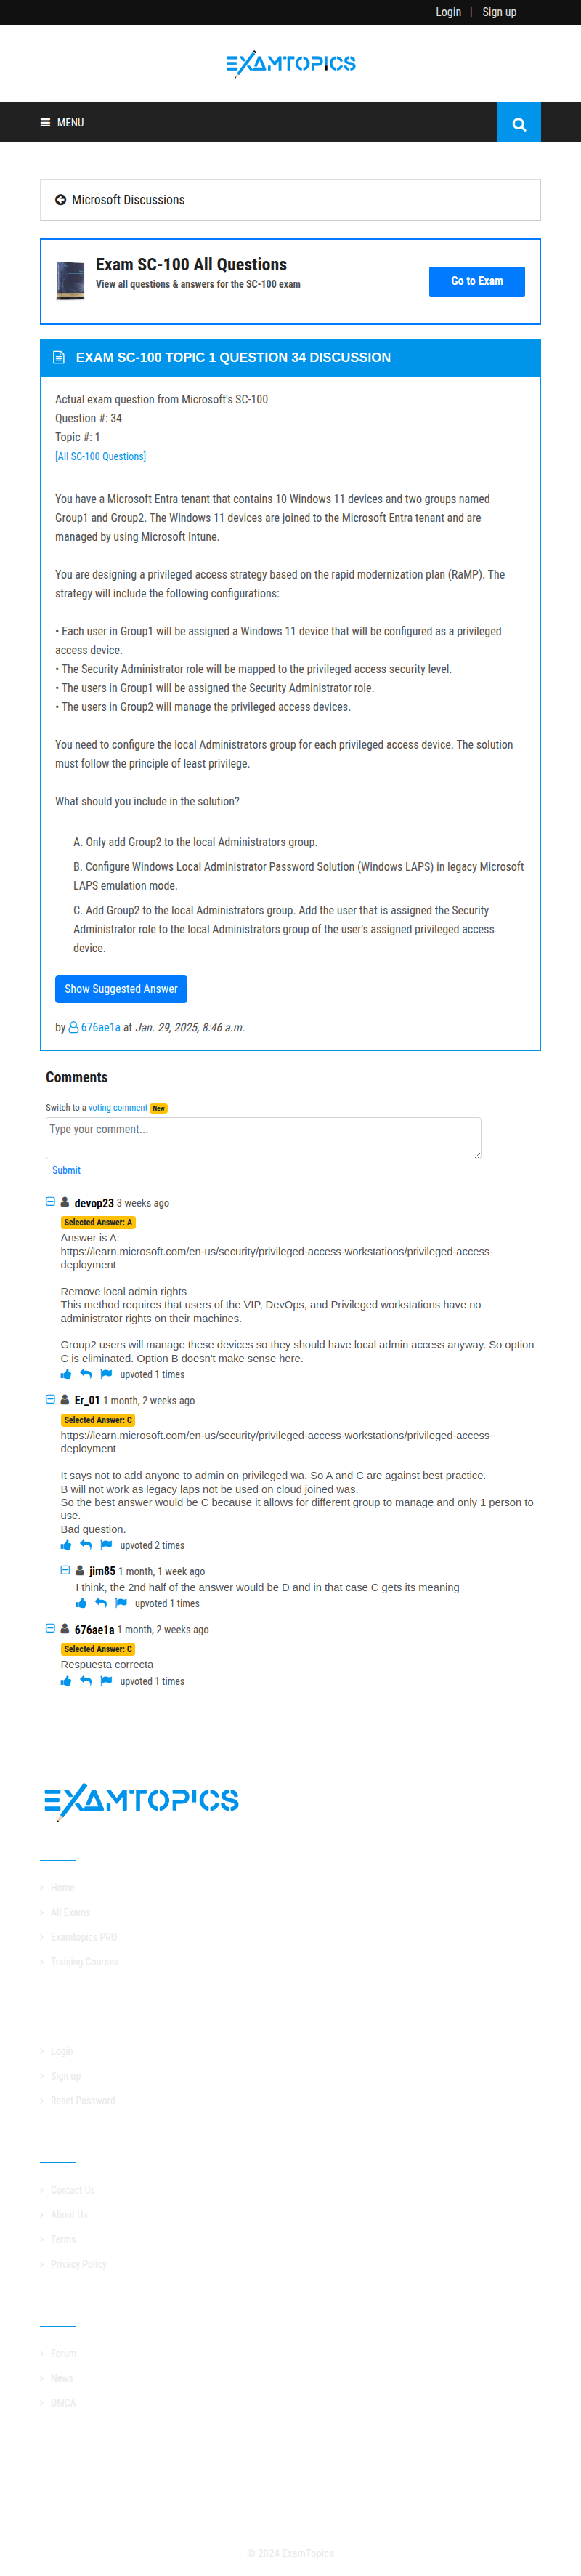 Login | Sign up
EXAMTOPICS
MENU
Microsoft Discussions
Exam SC-100 All Questions
View all questions & answers for the SC-100 exam
Go to Exam
EXAM SC-100 TOPIC 1 QUESTION 34 DISCUSSION
Actual exam question from Microsoft's SC-100
Question #: 34
Topic #: 1
[All SC-100 Questions]
You have a Microsoft Entra tenant that contains 10 Windows 11 devices and two groups named
Group1 and Group2. The Windows 11 devices are joined to the Microsoft Entra tenant and are
managed by using Microsoft Intune.
You are designing a privileged access strategy based on the rapid modernization plan (RaMP). The
strategy will include the following configurations:
• Each user in Group1 will be assigned a Windows 11 device that will be configured as a privileged
access device.
• The Security Administrator role will be mapped to the privileged access security level.
• The users in Group1 will be assigned the Security Administrator role.
• The users in Group2 will manage the privileged access devices.
You need to configure the local Administrators group for each privileged access device. The solution
must follow the principle of least privilege.
What should you include in the solution?
A. Only add Group2 to the local Administrators group.
B. Configure Windows Local Administrator Password Solution (Windows LAPS) in legacy Microsoft
LAPS emulation mode.
C. Add Group2 to the local Administrators group. Add the user that is assigned the Security
Administrator role to the local Administrators group of the user's assigned privileged access
device.
Show Suggested Answer
by 676ae1a at Jan. 29, 2025, 8:46 a.m.
Comments
Switch to a voting comment New
Type your comment...
Submit
devop23 3 weeks ago
Selected Answer: A
Answer is A:
https://learn.microsoft.com/en-us/security/privileged-access-workstations/privileged-access-
deployment
Remove local admin rights
This method requires that users of the VIP, DevOps, and Privileged workstations have no
administrator rights on their machines.
Group2 users will manage these devices so they should have local admin access anyway. So option
C is eliminated. Option B doesn't make sense here.
upvoted 1 times
Er_01 1 month, 2 weeks ago
Selected Answer: C
https://learn.microsoft.com/en-us/security/privileged-access-workstations/privileged-access-
deployment
It says not to add anyone to admin on privileged wa. So A and C are against best practice.
B will not work as legacy laps not be used on cloud joined was.
So the best answer would be C because it allows for different group to manage and only 1 person to
use.
Bad question.
upvoted 2 times
jim85 1 month, 1 week ago
I think, the 2nd half of the answer would be D and in that case C gets its meaning
upvoted 1 times
676ae1a 1 month, 2 weeks ago
Selected Answer: C
Respuesta correcta
upvoted 1 times
EXAMTOPICS
Home
All Exams
Examtopics PRO
Training Courses
Login
Sign up
Reset Password
Contact Us
About Us
Terms
Privacy Policy
Forum
News
DMCA
© 2024 ExamTopics